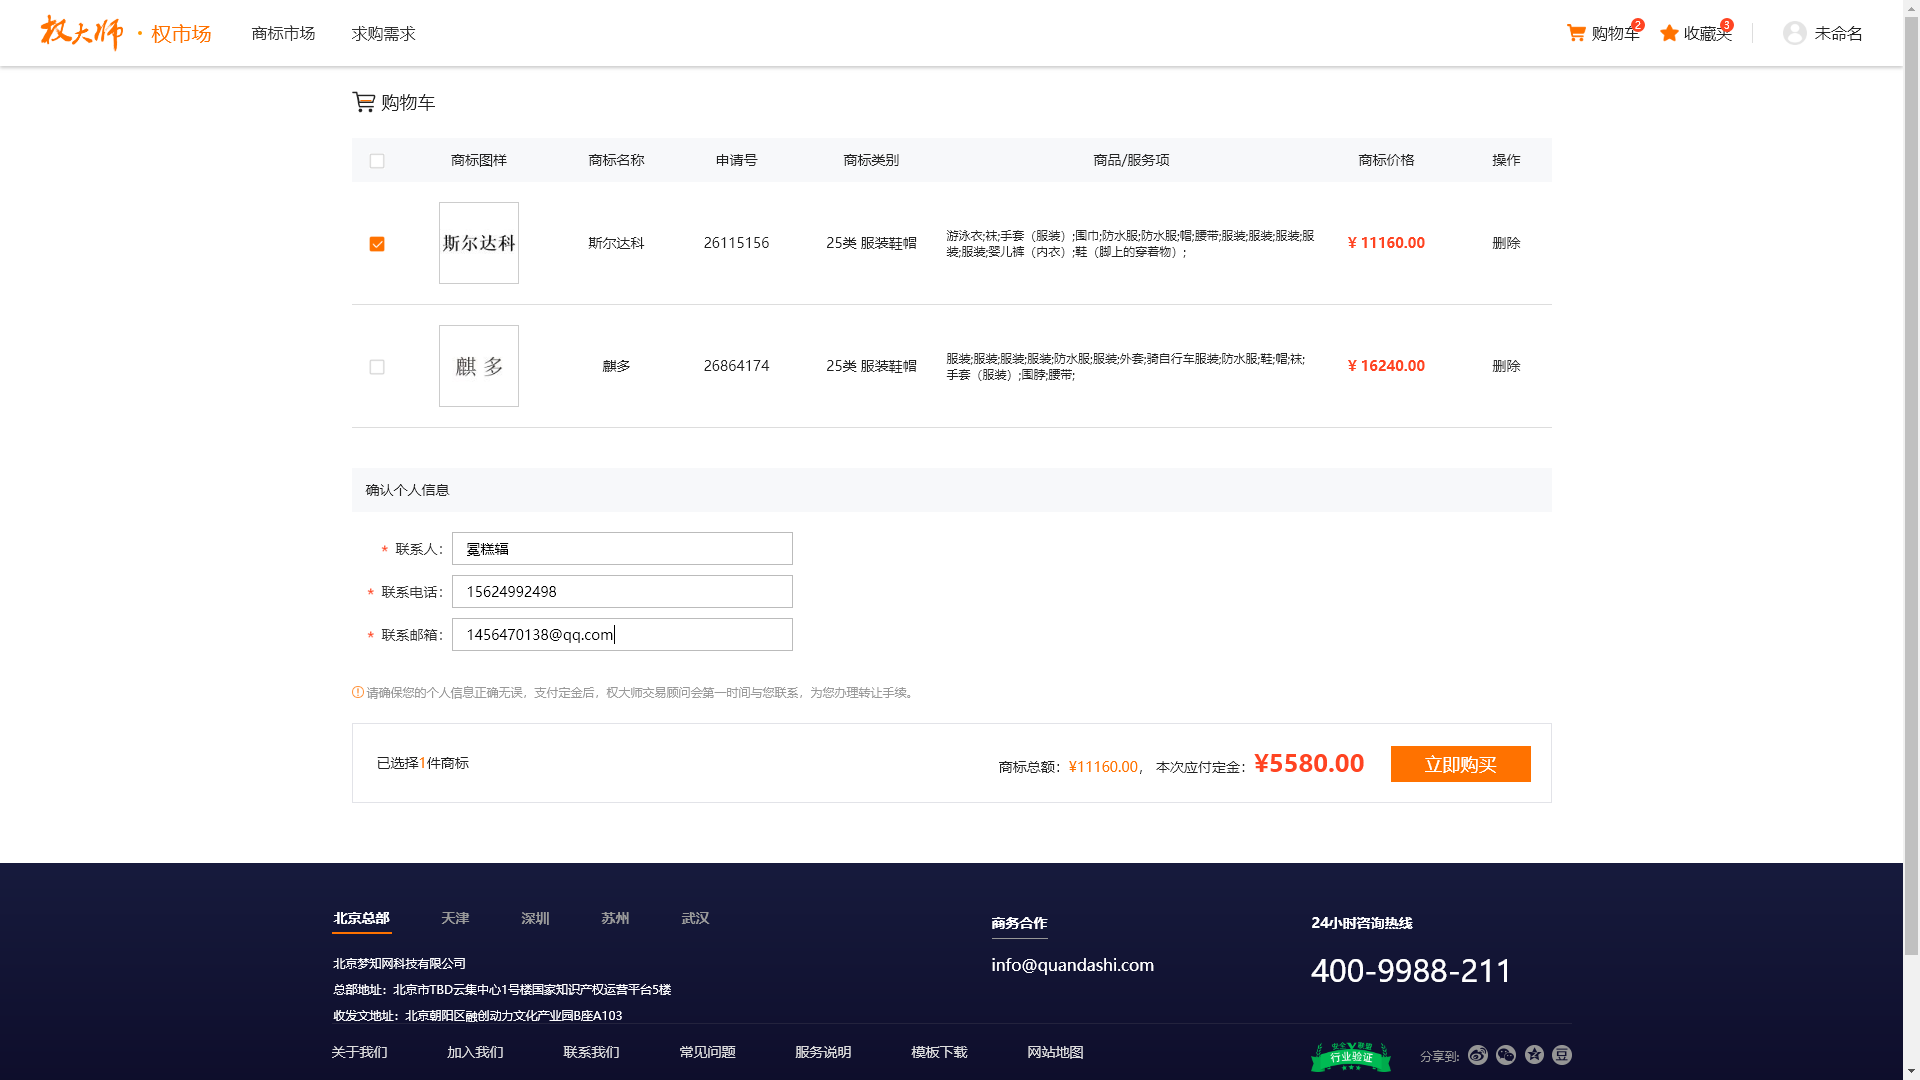 权大师 · 权市场 商标市场 求购需求 购物车 2 收藏夹 3 未命名
购物车
商标图样 商标名称 申请号 商标类别 商品/服务项 商标价格 操作
斯尔达科 斯尔达科 26115156 25类 服装鞋帽 ¥ 11160.00 删除
游泳衣;袜;手套（服装）;围巾;防水服;防水服;帽;腰带;服装;服装;服装;服
装;服装;婴儿裤（内衣）;鞋（脚上的穿着物）;
麒多 麒多 26864174 25类 服装鞋帽 ¥ 16240.00 删除
服装;服装;服装;服装;防水服;服装;外套;骑自行车服装;防水服;鞋;帽;袜;
手套（服装）;围脖;腰带;
确认个人信息
* 联系人： 冥糕辐
* 联系电话： 15624992498
* 联系邮箱： 1456470138@qq.com
请确保您的个人信息正确无误，支付定金后，权大师交易顾问会第一时间与您联系，为您办理转让手续。
已选择1件商标 商标总额：¥11160.00， 本次应付定金：¥5580.00 立即购买
北京总部 天津 深圳 苏州 武汉 商务合作 24小时咨询热线
北京梦知网科技有限公司 info@quandashi.com 400-9988-211
总部地址：北京市TBD云集中心1号楼国家知识产权运营平台5楼
收发文地址：北京朝阳区融创动力文化产业园B座A103
关于我们 加入我们 联系我们 常见问题 服务说明 模板下载 网站地图 安全V联盟 行业验证 分享到: